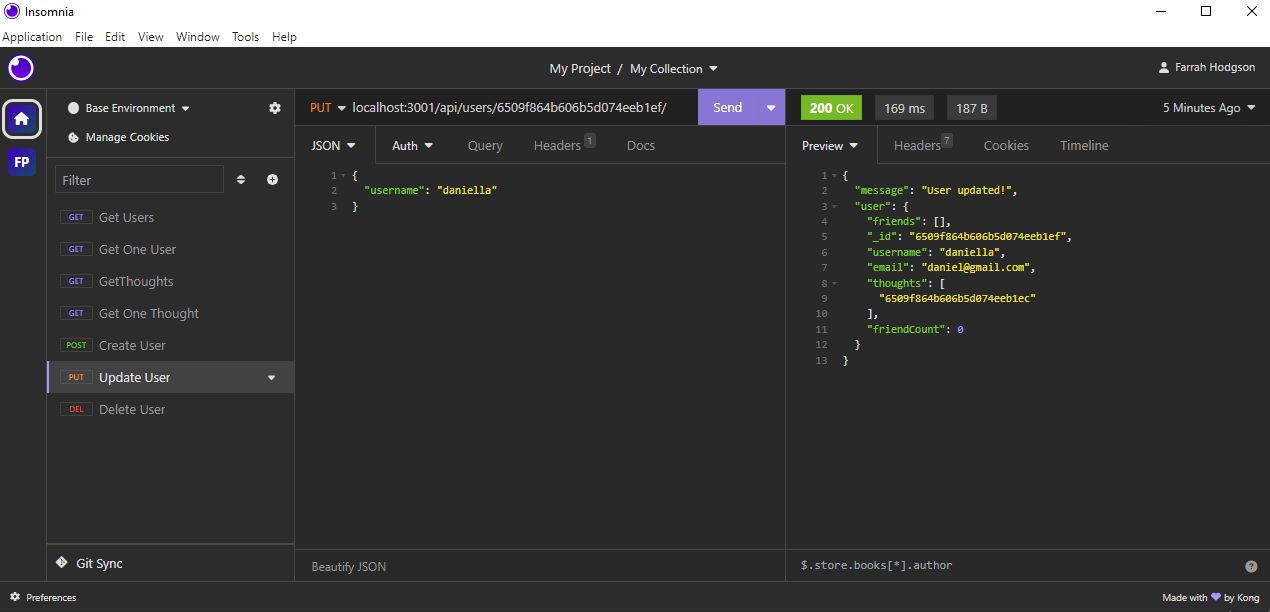 Insomnia
Application File Edit View Window Tools Help
My Project / My Collection
Farrah Hodgson
FP
Base Environment
Manage Cookies
Filter
GET Get Users
GET Get One User
GET GetThoughts
GET Get One Thought
POST Create User
PUT Update User
DEL Delete User
Git Sync
PUT localhost:3001/api/users/6509f864b606b5d074eeb1ef/ Send
JSON Auth Query Headers 1 Docs
1 {
2 "username": "daniella"
3 }
Beautify JSON
200 OK 169 ms 187 B 5 Minutes Ago
Preview Headers 7 Cookies Timeline
1 {
2 "message": "User updated!",
3 "user": {
4 "friends": [],
5 "_id": "6509f864b606b5d074eeb1ef",
6 "username": "daniella",
7 "email": "daniel@gmail.com",
8 "thoughts": [
9 "6509f864b606b5d074eeb1ec"
10 ],
11 "friendCount": 0
12 }
13 }
$.store.books[*].author
?
Preferences
Made with 💜 by Kong